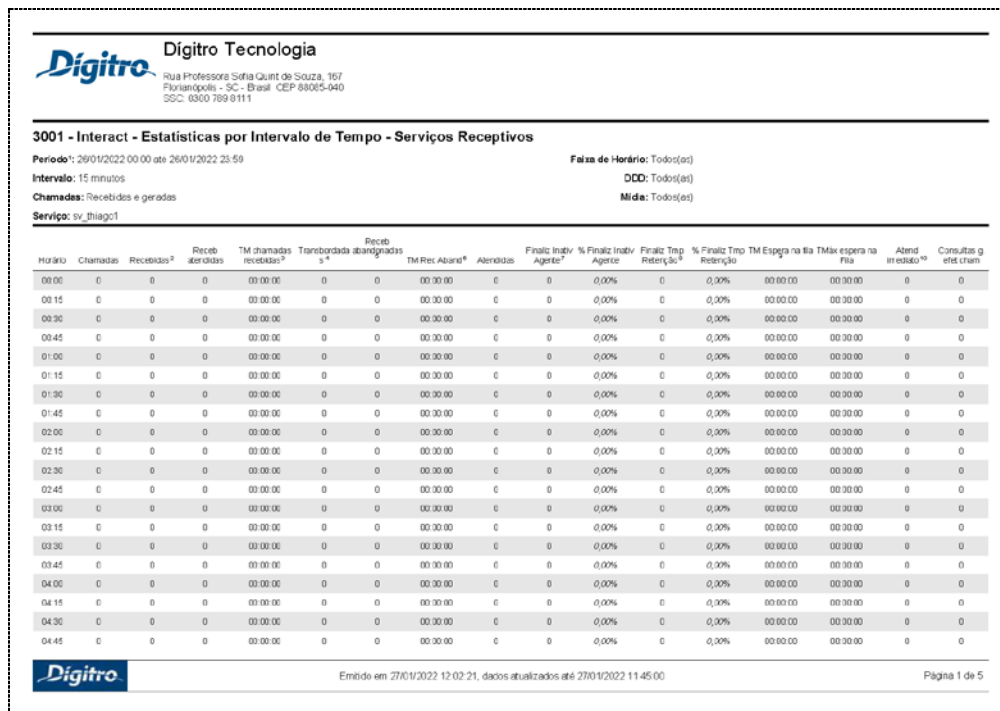 Dígitro
Dígitro Tecnologia
Rua Professora Sofia Quint de Souza, 167
Florianópolis - SC - Brasil CEP 88085-040
SSC: 0300 789 8111
3001 - Interact - Estatísticas por Intervalo de Tempo - Serviços Receptivos
Período¹: 26/01/2022 00:00 até 26/01/2022 23:59 Faixa de Horário: Todos(as)
Intervalo: 15 minutos DDD: Todos(as)
Chamadas: Recebidas e geradas Mídia: Todos(as)
Serviço: sv_thiago1
Horário Chamadas Recebidas² Receb atendidas TM chamadas recebidas³ Transbordadas⁴ Receb abandonadas⁵ TM Rec Aband⁶ Atendidas Finaliz Inativ Agente⁷ % Finaliz Inativ Agente Finaliz Tmp Retenção⁸ % Finaliz Tmp Retenção TM Espera na fila⁹ TMáx espera na Fila Atend imediato¹⁰ Consultas q efet cham
00:00 0 0 0 00:00:00 0 0 00:00:00 0 0 0,00% 0 0,00% 00:00:00 00:00:00 0 0
00:15 0 0 0 00:00:00 0 0 00:00:00 0 0 0,00% 0 0,00% 00:00:00 00:00:00 0 0
00:30 0 0 0 00:00:00 0 0 00:00:00 0 0 0,00% 0 0,00% 00:00:00 00:00:00 0 0
00:45 0 0 0 00:00:00 0 0 00:00:00 0 0 0,00% 0 0,00% 00:00:00 00:00:00 0 0
01:00 0 0 0 00:00:00 0 0 00:00:00 0 0 0,00% 0 0,00% 00:00:00 00:00:00 0 0
01:15 0 0 0 00:00:00 0 0 00:00:00 0 0 0,00% 0 0,00% 00:00:00 00:00:00 0 0
01:30 0 0 0 00:00:00 0 0 00:00:00 0 0 0,00% 0 0,00% 00:00:00 00:00:00 0 0
01:45 0 0 0 00:00:00 0 0 00:00:00 0 0 0,00% 0 0,00% 00:00:00 00:00:00 0 0
02:00 0 0 0 00:00:00 0 0 00:00:00 0 0 0,00% 0 0,00% 00:00:00 00:00:00 0 0
02:15 0 0 0 00:00:00 0 0 00:00:00 0 0 0,00% 0 0,00% 00:00:00 00:00:00 0 0
02:30 0 0 0 00:00:00 0 0 00:00:00 0 0 0,00% 0 0,00% 00:00:00 00:00:00 0 0
02:45 0 0 0 00:00:00 0 0 00:00:00 0 0 0,00% 0 0,00% 00:00:00 00:00:00 0 0
03:00 0 0 0 00:00:00 0 0 00:00:00 0 0 0,00% 0 0,00% 00:00:00 00:00:00 0 0
03:15 0 0 0 00:00:00 0 0 00:00:00 0 0 0,00% 0 0,00% 00:00:00 00:00:00 0 0
03:30 0 0 0 00:00:00 0 0 00:00:00 0 0 0,00% 0 0,00% 00:00:00 00:00:00 0 0
03:45 0 0 0 00:00:00 0 0 00:00:00 0 0 0,00% 0 0,00% 00:00:00 00:00:00 0 0
04:00 0 0 0 00:00:00 0 0 00:00:00 0 0 0,00% 0 0,00% 00:00:00 00:00:00 0 0
04:15 0 0 0 00:00:00 0 0 00:00:00 0 0 0,00% 0 0,00% 00:00:00 00:00:00 0 0
04:30 0 0 0 00:00:00 0 0 00:00:00 0 0 0,00% 0 0,00% 00:00:00 00:00:00 0 0
04:45 0 0 0 00:00:00 0 0 00:00:00 0 0 0,00% 0 0,00% 00:00:00 00:00:00 0 0
Dígitro Emitido em 27/01/2022 12:02:21, dados atualizados até 27/01/2022 11:45:00 Página 1 de 5